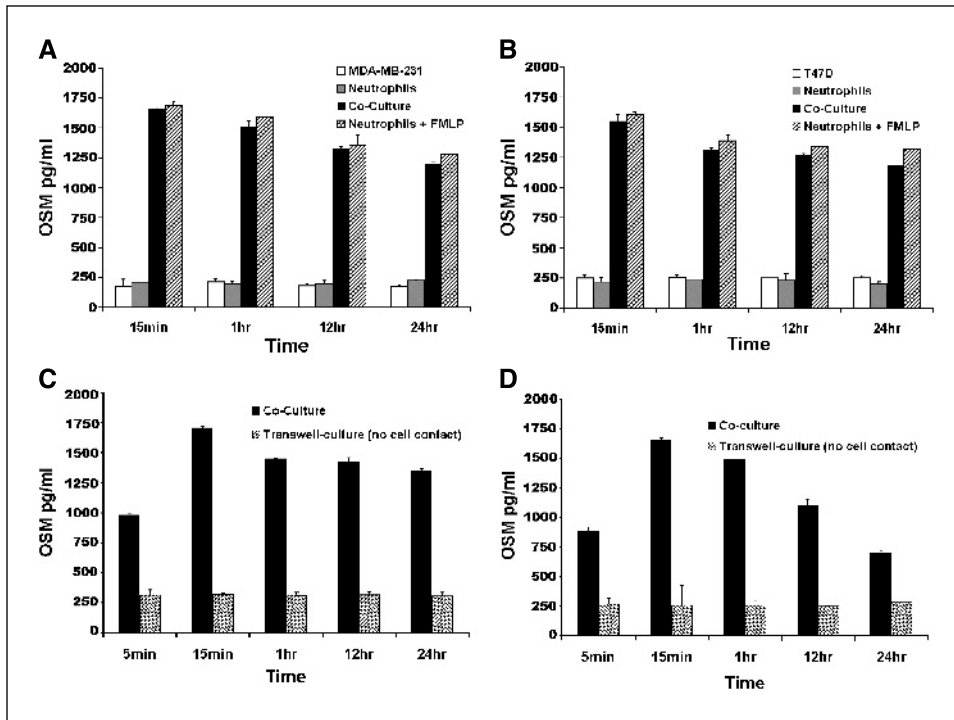 A
2000
1750
1500
1250
1000
750
500
250
0
OSM pg/ml
MDA-MB-231
Neutrophils
Co-Culture
Neutrophils + FMLP
15min 1hr 12hr 24hr
Time
B
2000
1750
1500
1250
1000
750
500
250
0
OSM pg/ml
T47D
Neutrophils
Co-Culture
Neutrophils + FMLP
15min 1hr 12hr 24hr
Time
C
2000
1750
1500
1250
1000
750
500
250
0
OSM pg/ml
Co-Culture
Transwell-culture (no cell contact)
5min 15min 1hr 12hr 24hr
Time
D
2000
1750
1500
1250
1000
750
500
250
0
OSM pg/ml
Co-culture
Transwell-culture (no cell contact)
5min 15min 1hr 12hr 24hr
Time